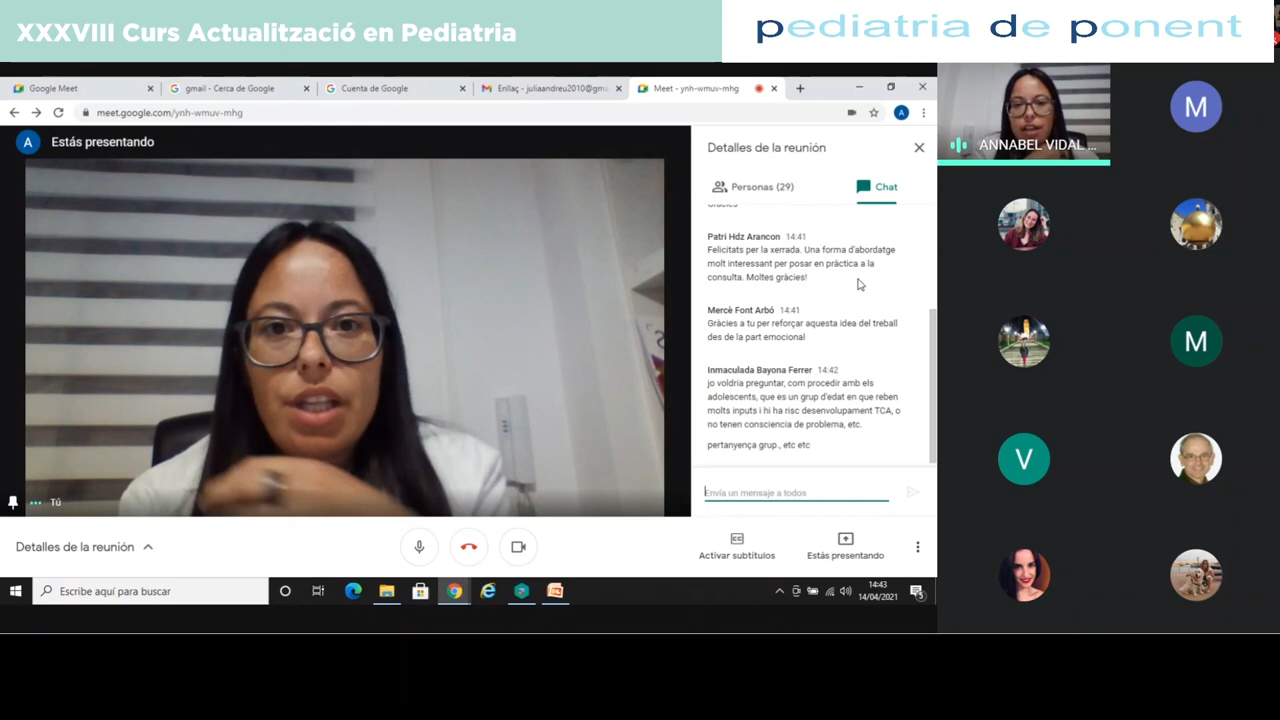 XXXVIII Curs Actualització en Pediatria
pediatria de ponent
Google Meet
gmail - Cerca de Google
Cuenta de Google
Enllaç - juliaandreu2010@gma
Meet - ynh-wmuv-mhg
meet.google.com/ynh-wmuv-mhg
A
A
Estás presentando
Detalles de la reunión
Personas (29)
Chat
Gràcies
Patri Hdz Arancon 14:41
Felicitats per la xerrada. Una forma d'abordatge
molt interessant per posar en pràctica a la
consulta. Moltes gràcies!
Mercè Font Arbó 14:41
Gràcies a tu per reforçar aquesta idea del treball
des de la part emocional
Inmaculada Bayona Ferrer 14:42
jo voldria preguntar, com procedir amb els
adolescents, que es un grup d'edat en que reben
molts inputs i hi ha risc desenvolupament TCA, o
no tenen consciencia de problema, etc.
pertanyença grup., etc etc
Envía un mensaje a todos
Tú
Detalles de la reunión
Activar subtítulos
Estás presentando
Escribe aquí para buscar
14:43
14/04/2021
ANNABEL VIDAL ...
M
M
V